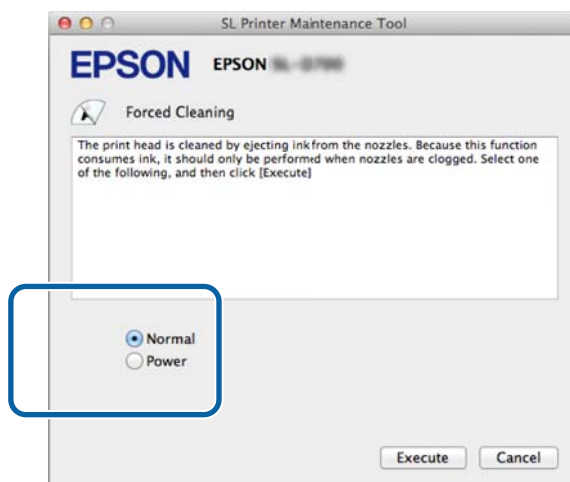 SL Printer Maintenance Tool
EPSON EPSON
Forced Cleaning
The print head is cleaned by ejecting ink from the nozzles. Because this function
consumes ink, it should only be performed when nozzles are clogged. Select one
of the following, and then click [Execute]
Normal
Power
Execute Cancel